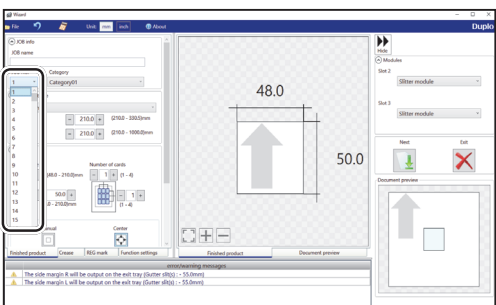 Wizard
File
Unit: mm inch
About
Duplo
JOB info
JOB name
Category
1
Category01
1
2
3
4
5
6
7
8
9
10
11
12
13
14
15
210.0 (210.0 - 330.5)mm
210.0 (210.0 - 1000.0)mm
Number of cards
(48.0 - 210.0)mm
1 (1 - 4)
50.0
1
0 - 210.0)mm
(1 - 4)
Manual
Center
Finished product
Crease
REG mark
Function settings
48.0
50.0
Finished product
Document preview
Hide
Modules
Slot 2
Slitter module
Slot 3
Slitter module
Next
Exit
Document preview
error/warning messages
The side margin R will be output on the exit tray (Gutter slit(s) : - 55.0mm)
The side margin L will be output on the exit tray (Gutter slit(s) : - 55.0mm)